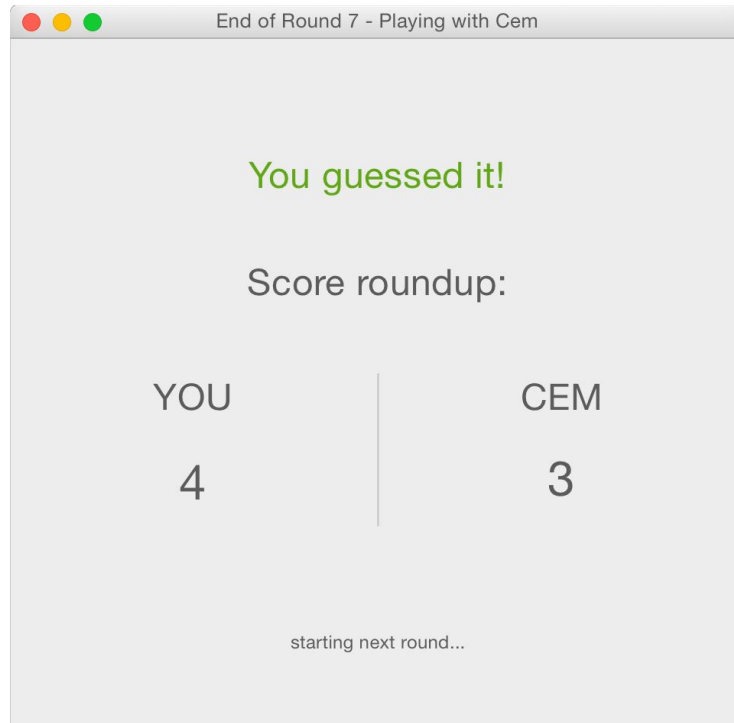 End of Round 7 - Playing with Cem
You guessed it!
Score roundup:
YOU CEM
4 3
starting next round...